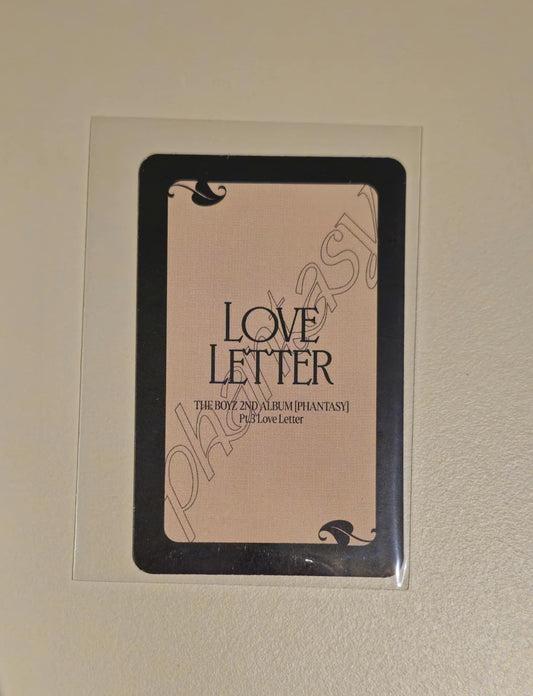 phantasy
LOVE
LETTER
THE BOYZ 2ND ALBUM [PHANTASY]
Pt.3 Love Letter